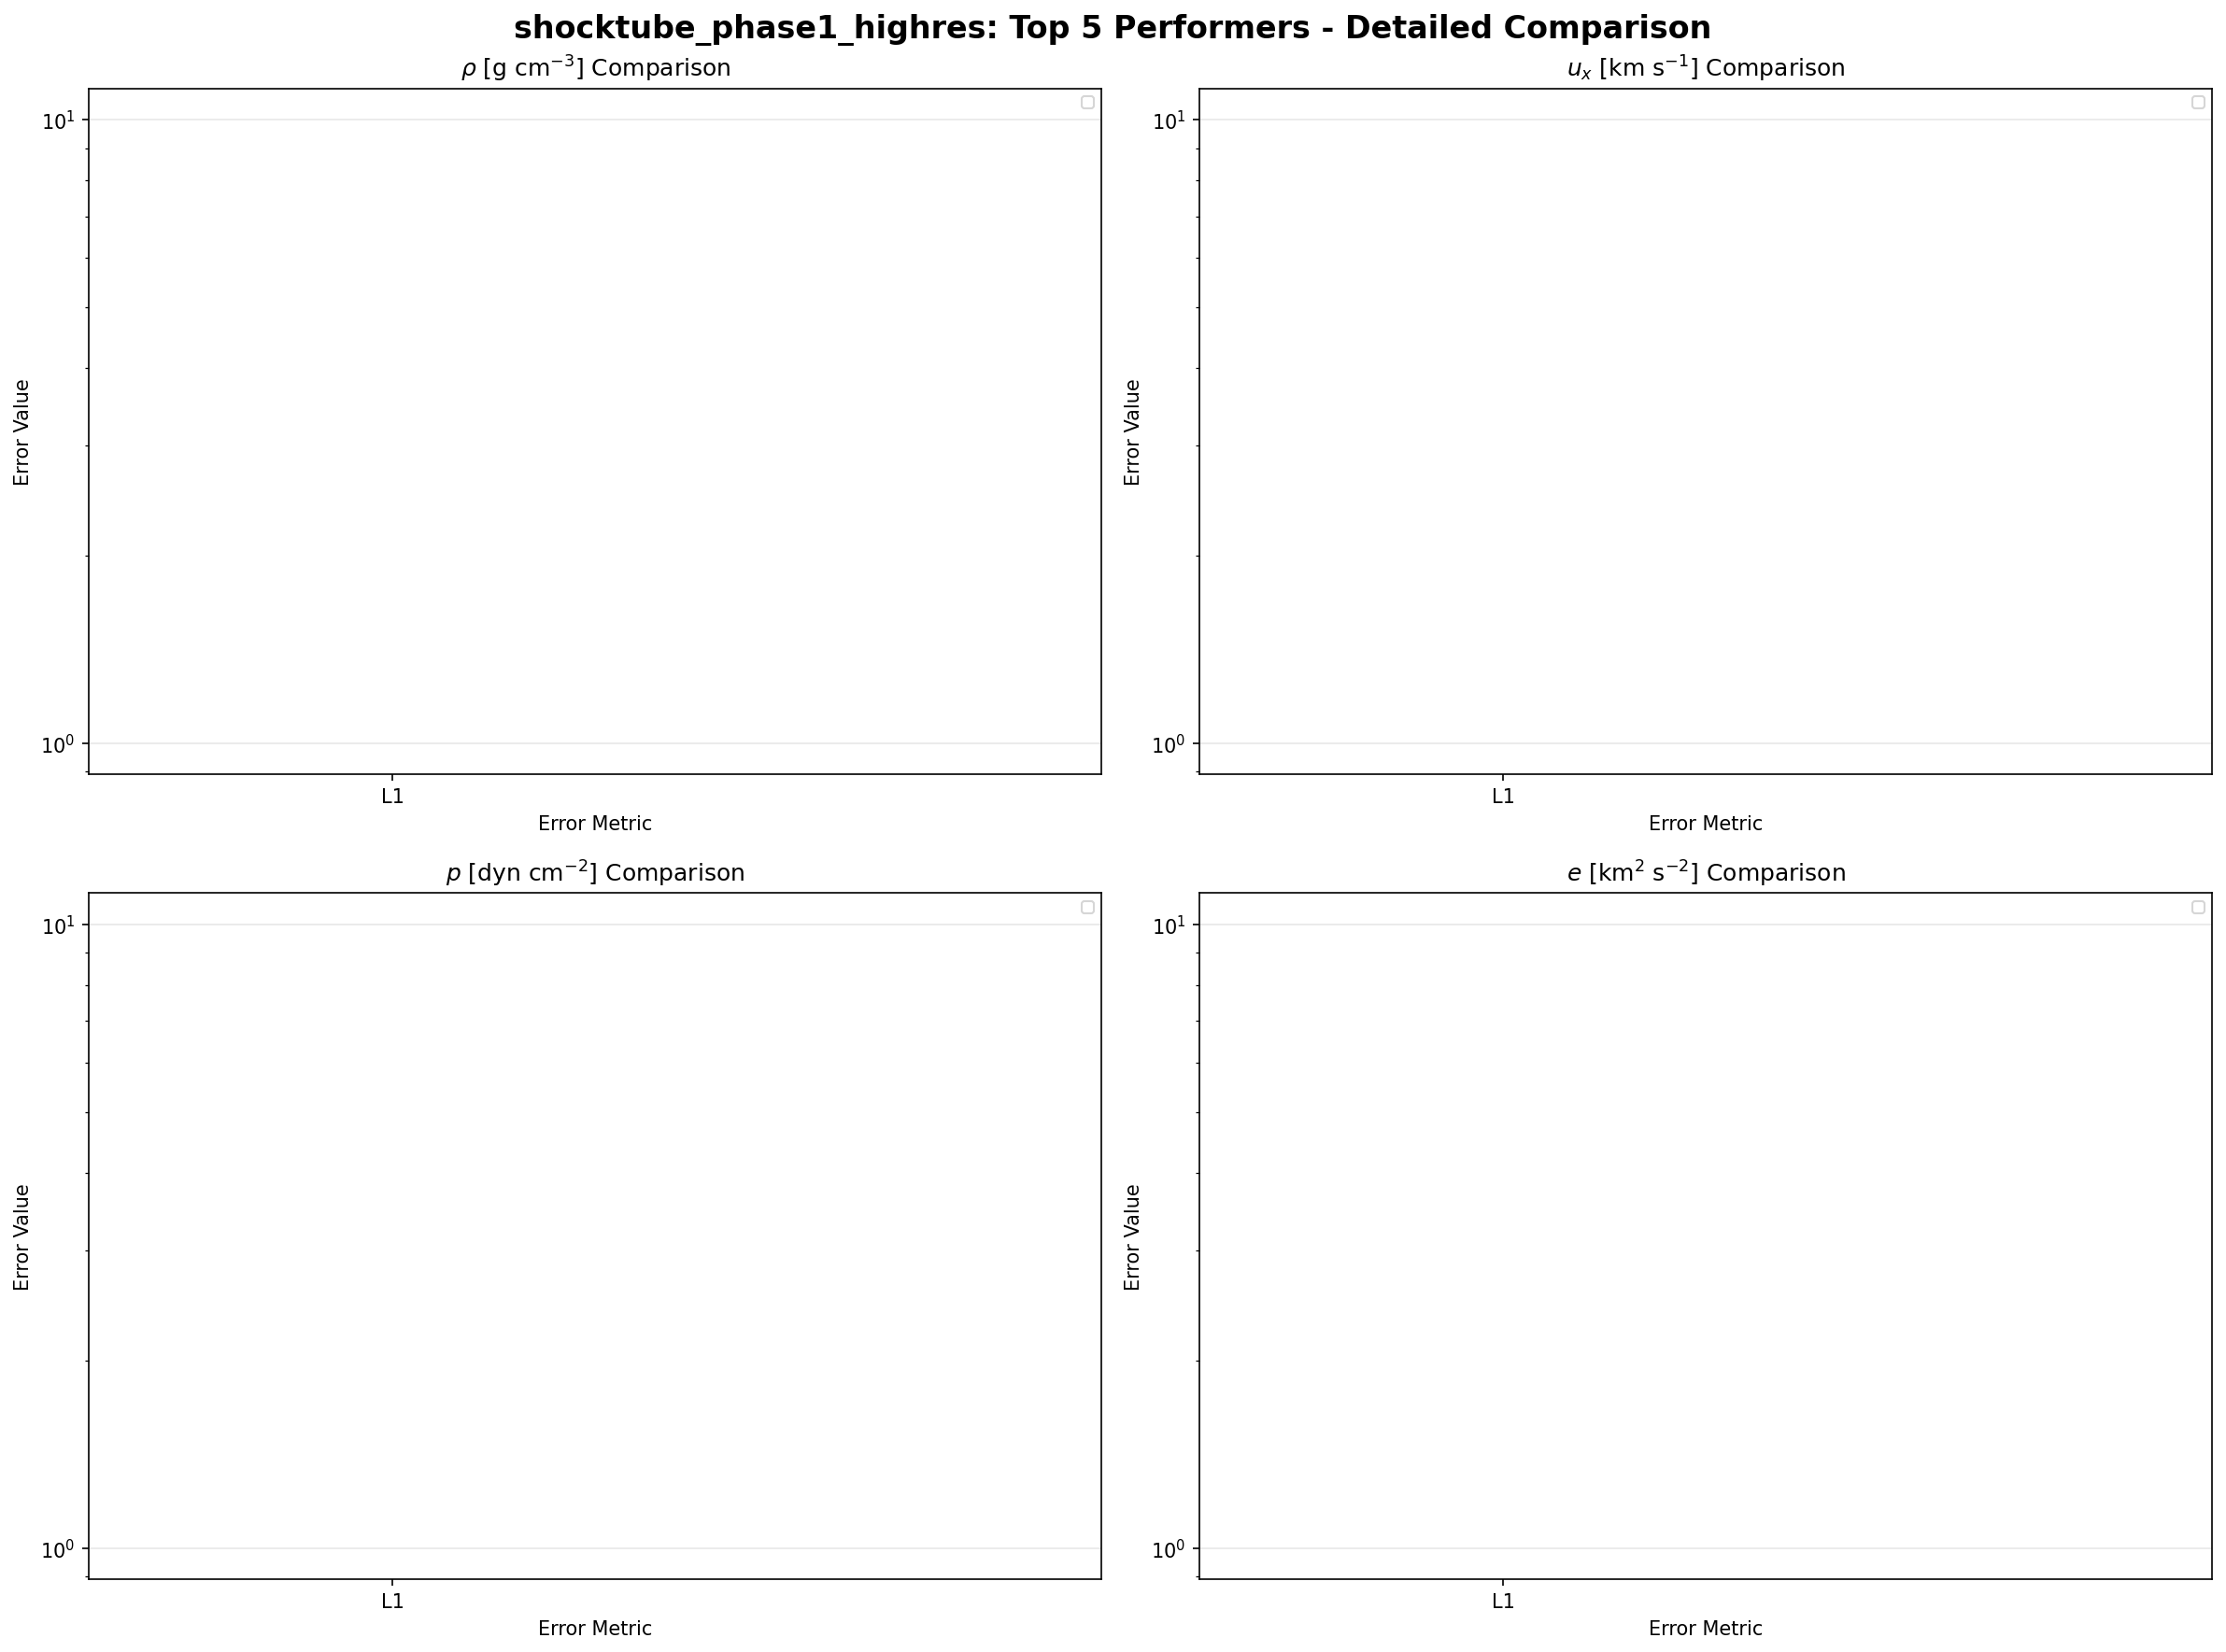 shocktube_phase1_highres: Top 5 Performers - Detailed Comparison
ρ [g cm⁻³] Comparison
10¹
10⁰
Error Value
L1
Error Metric
uₓ [km s⁻¹] Comparison
10¹
10⁰
Error Value
L1
Error Metric
p [dyn cm⁻²] Comparison
10¹
10⁰
Error Value
L1
Error Metric
e [km² s⁻²] Comparison
10¹
10⁰
Error Value
L1
Error Metric